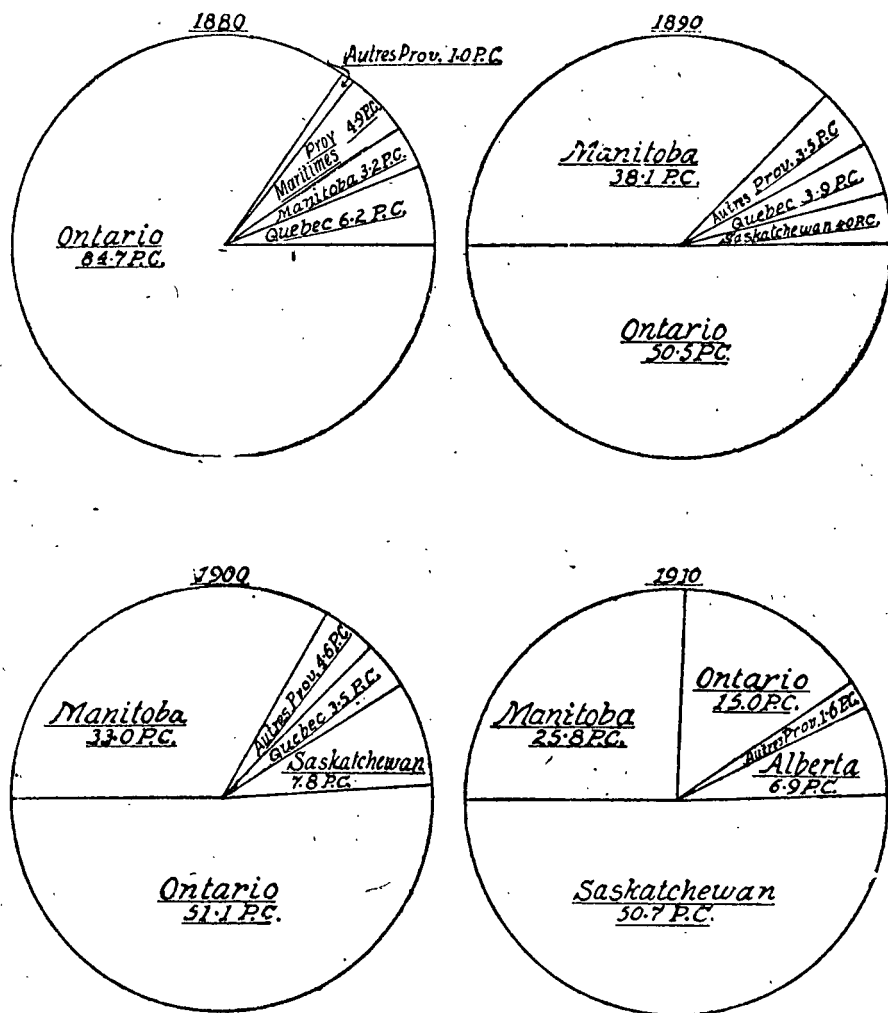 1880
Autres Prov. 1.0 P.C.
4.9 P.C.
Prov
Maritimes
Manitoba 3.2 P.C.
Quebec 6.2 P.C.
Ontario
84.7 P.C.
1890
Manitoba
38.1 P.C.
Autres Prov. 3.5 P.C
Quebec 3.9 P.C.
Saskatchewan 4.0 P.C.
Ontario
50.5 P.C.
1900
Autres Prov. 4.6 P.C
Manitoba
33.0 P.C.
Quebec 3.5 P.C.
Saskatchewan
7.8 P.C.
Ontario
51.1 P.C.
1910
Ontario
15.0 P.C.
Manitoba
25.8 P.C.
Autres Prov. 1.6 P.C.
Alberta
6.9 P.C.
Saskatchewan
50.7 P.C.